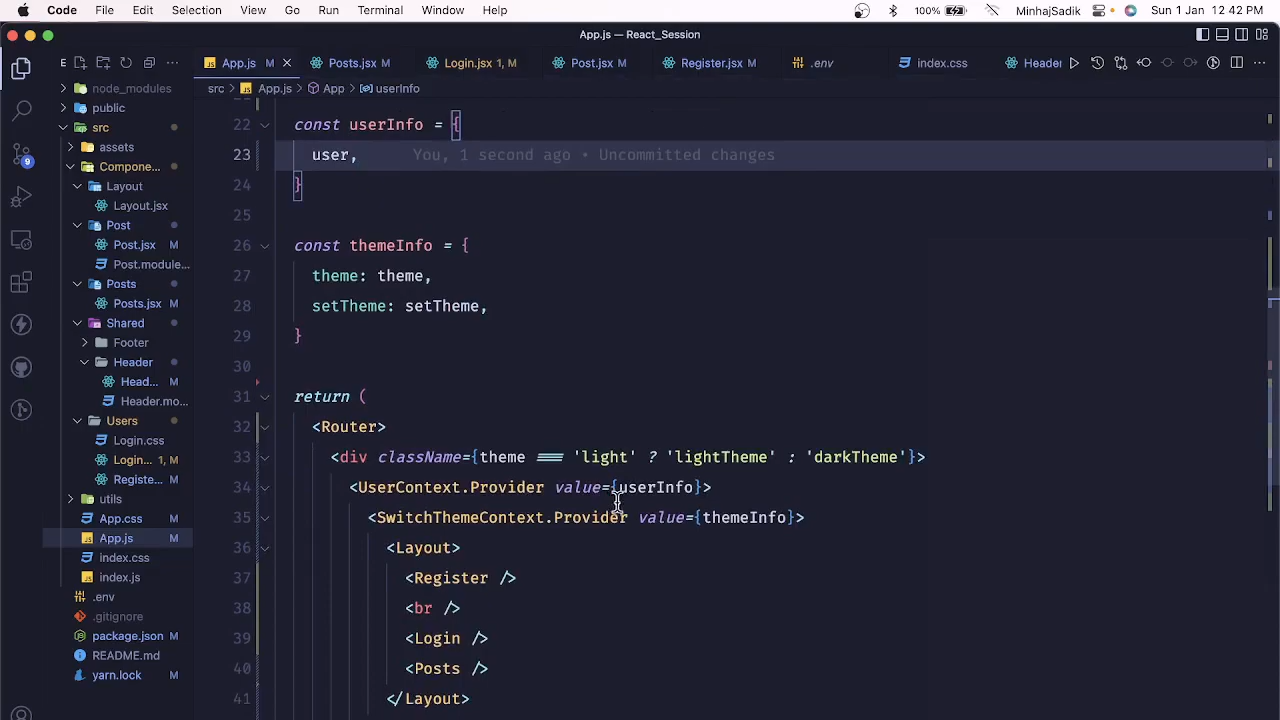 Code File Edit Selection View Go Run Terminal Window Help 100% MinhajSadik Sun 1 Jan 12:42 PM
App.js — React_Session
E ... App.js M Posts.jsx M Login.jsx 1, M Post.jsx M Register.jsx M .env index.css Header
src > App.js > App > userInfo
node_modules
public
src
assets
Compone...
Layout
Layout.jsx
Post
Post.jsx M
Post.module...
Posts
Posts.jsx M
Shared
Footer
Header
Head... M
Header.mo...
Users
Login.css
Login... 1, M
Registe... M
utils
App.css M
App.js M
index.css M
index.js M
.env
.gitignore
package.json M
README.md
yarn.lock M
9
22 const userInfo = {
23 user, You, 1 second ago • Uncommitted changes
24 }
25
26 const themeInfo = {
27 theme: theme,
28 setTheme: setTheme,
29 }
30
31 return (
32 <Router>
33 <div className={theme === 'light' ? 'lightTheme' : 'darkTheme'}>
34 <UserContext.Provider value={userInfo}>
35 <SwitchThemeContext.Provider value={themeInfo}>
36 <Layout>
37 <Register />
38 <br />
39 <Login />
40 <Posts />
41 </Layout>